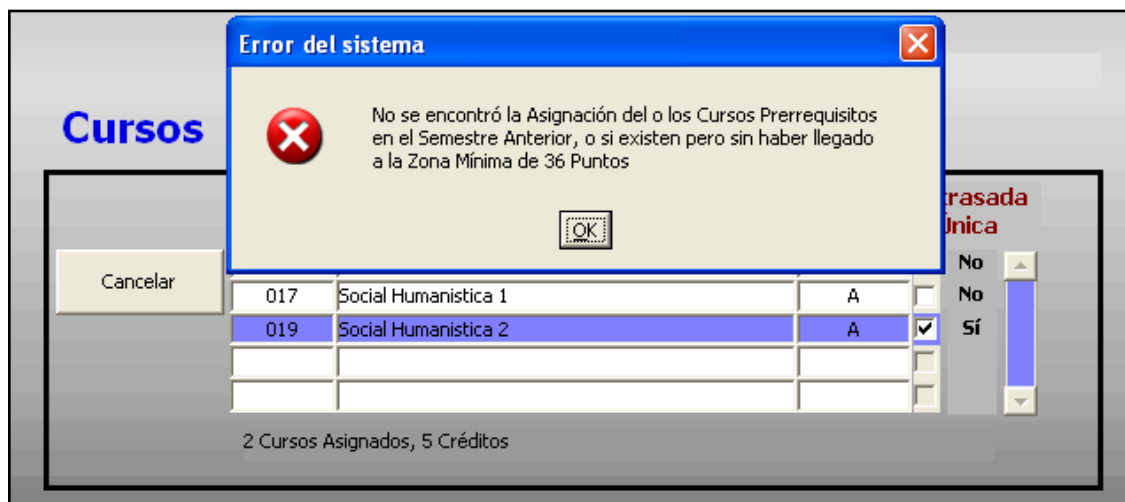 Error del sistema
No se encontró la Asignación del o los Cursos Prerrequisitos
en el Semestre Anterior, o si existen pero sin haber llegado
a la Zona Mínima de 36 Puntos
OK
Cursos
trasada
Única
Cancelar
No
017 Social Humanistica 1 A No
019 Social Humanistica 2 A Sí
2 Cursos Asignados, 5 Créditos